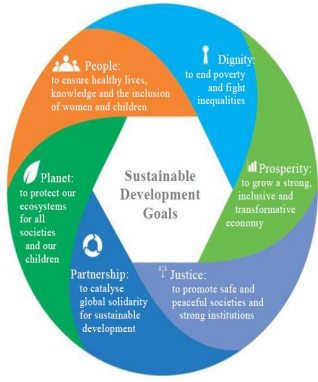 Dignity:
to end poverty
and fight
inequalities
Prosperity:
to grow a strong,
inclusive and
transformative
economy
Justice:
to promote safe and
peaceful societies and
strong institutions
Partnership:
to catalyse
global solidarity
for sustainable
development
Planet:
to protect our
ecosystems
for all
societies
and our
children
People:
to ensure healthy lives,
knowledge and the inclusion
of women and children
Sustainable
Development
Goals